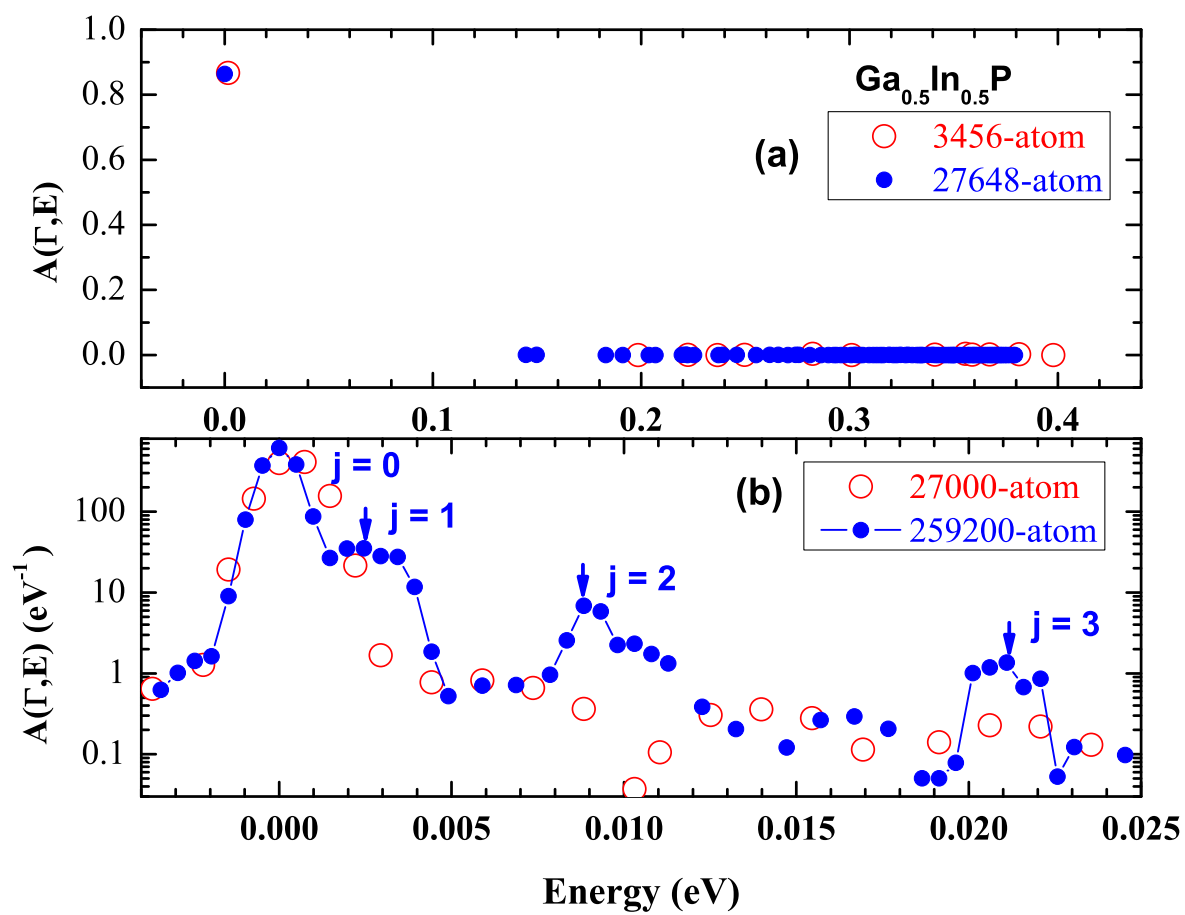 1.0
0.8
0.6
0.4
0.2
0.0
A(Γ,E)
Ga0.5In0.5P
(a)
3456-atom
27648-atom
0.0 0.1 0.2 0.3 0.4
100
10
1
0.1
A(Γ,E) (eV-1)
j = 0
j = 1
j = 2
j = 3
(b)
27000-atom
259200-atom
0.000 0.005 0.010 0.015 0.020 0.025
Energy (eV)